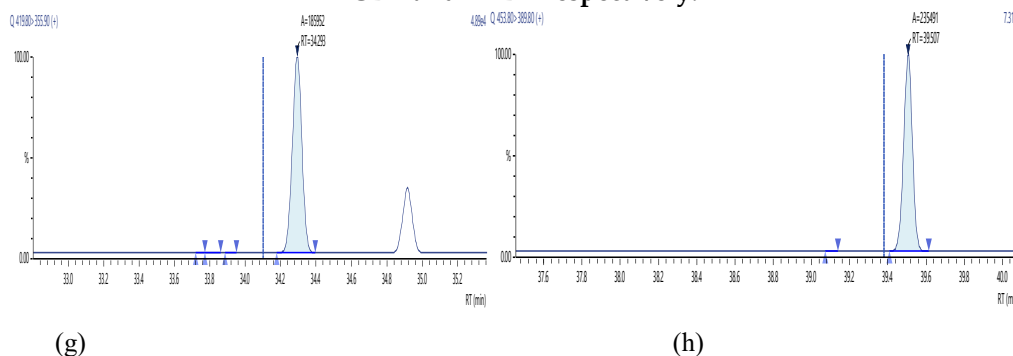 respectively.
Q 419.80>355.90 (+)
A=185952
4.89e4
RT=34.293
100.00
%
0.00
33.0 33.2 33.4 33.6 33.8 34.0 34.2 34.4 34.6 34.8 35.0 35.2
RT (min)
(g)
Q 453.80>389.80 (+)
A=235491
7.31
RT=39.507
100.00
%
0.00
37.6 37.8 38.0 38.2 38.4 38.6 38.8 39.0 39.2 39.4 39.6 39.8 40.0
RT (m
(h)